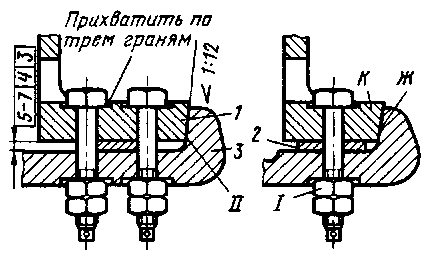 Прихватить по
трем граням
5-7 4 3
1:12
1
3
II
К
Ж
2
I